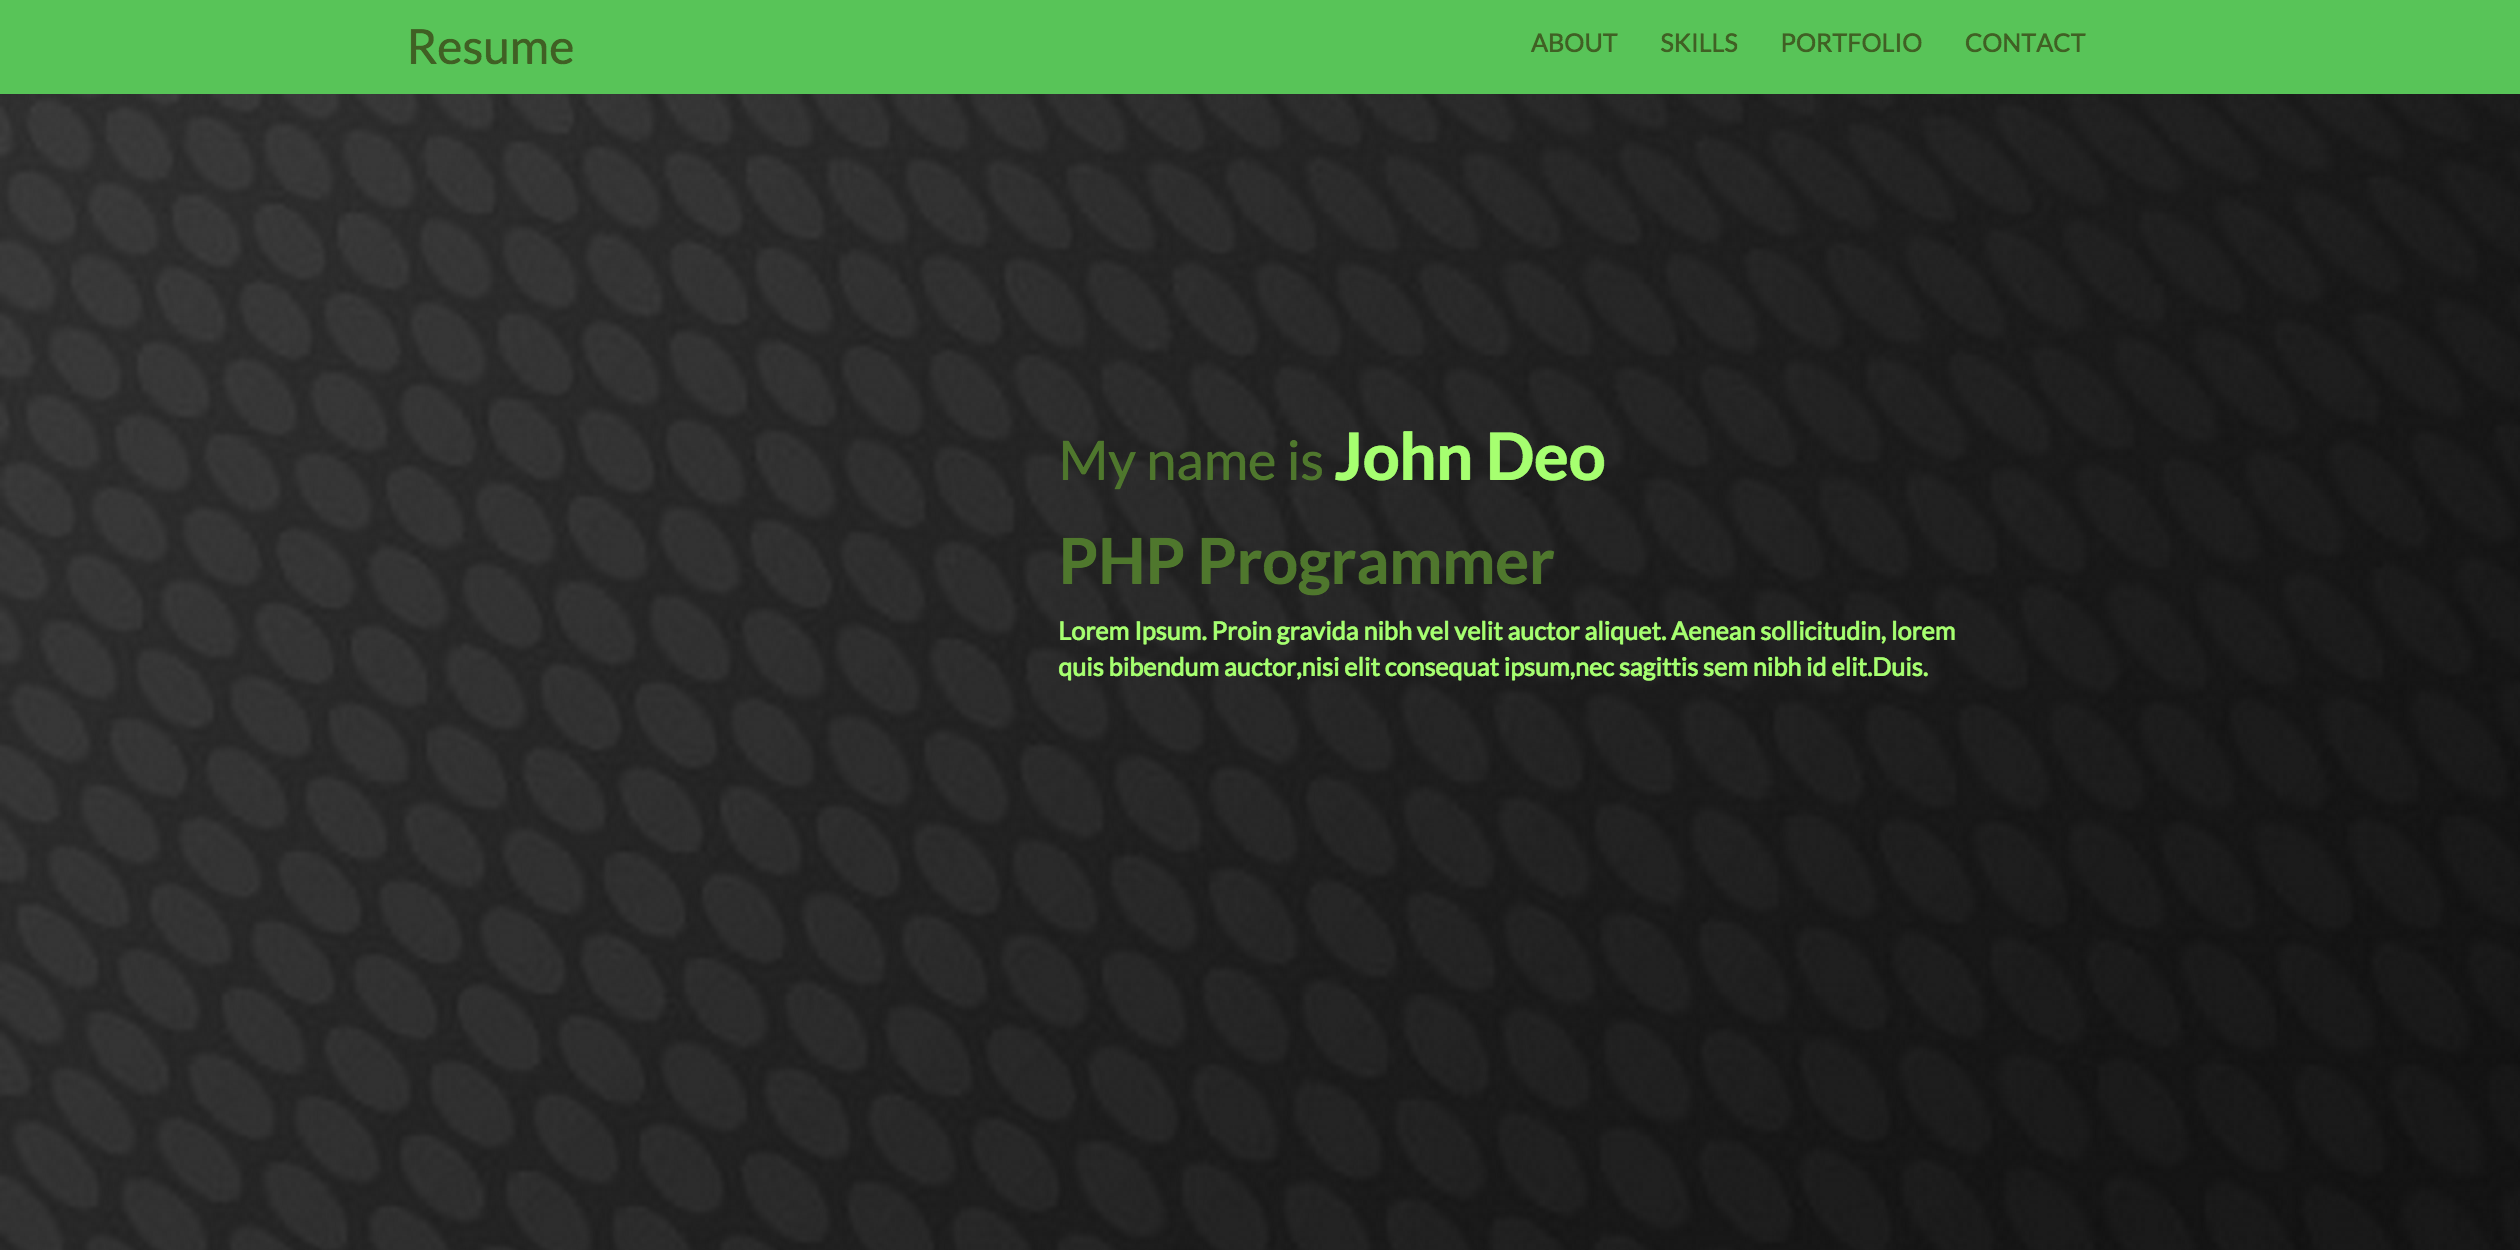 Resume
ABOUT SKILLS PORTFOLIO CONTACT
My name is John Deo
PHP Programmer
Lorem Ipsum. Proin gravida nibh vel velit auctor aliquet. Aenean sollicitudin, lorem
quis bibendum auctor,nisi elit consequat ipsum,nec sagittis sem nibh id elit.Duis.